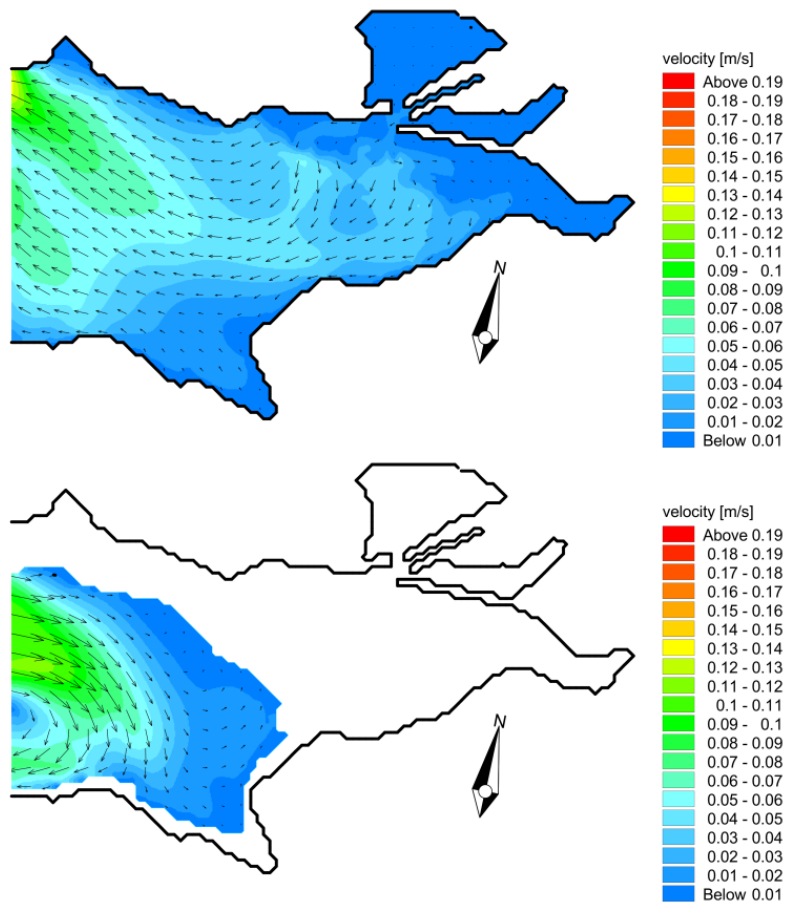 velocity [m/s]
Above 0.19
0.18 - 0.19
0.17 - 0.18
0.16 - 0.17
0.15 - 0.16
0.14 - 0.15
0.13 - 0.14
0.12 - 0.13
0.11 - 0.12
0.1 - 0.11
0.09 - 0.1
0.08 - 0.09
0.07 - 0.08
0.06 - 0.07
0.05 - 0.06
0.04 - 0.05
0.03 - 0.04
0.02 - 0.03
0.01 - 0.02
Below 0.01
N
velocity [m/s]
Above 0.19
0.18 - 0.19
0.17 - 0.18
0.16 - 0.17
0.15 - 0.16
0.14 - 0.15
0.13 - 0.14
0.12 - 0.13
0.11 - 0.12
0.1 - 0.11
0.09 - 0.1
0.08 - 0.09
0.07 - 0.08
0.06 - 0.07
0.05 - 0.06
0.04 - 0.05
0.03 - 0.04
0.02 - 0.03
0.01 - 0.02
Below 0.01
N